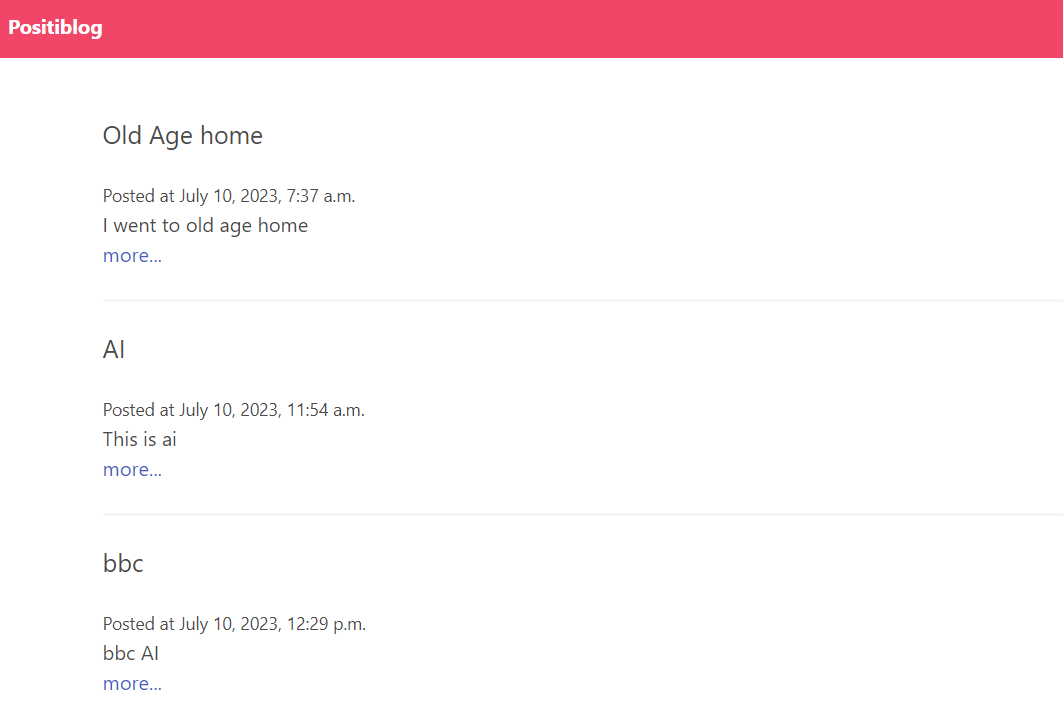 Positiblog
Old Age home
Posted at July 10, 2023, 7:37 a.m.
I went to old age home
more...
AI
Posted at July 10, 2023, 11:54 a.m.
This is ai
more...
bbc
Posted at July 10, 2023, 12:29 p.m.
bbc AI
more...